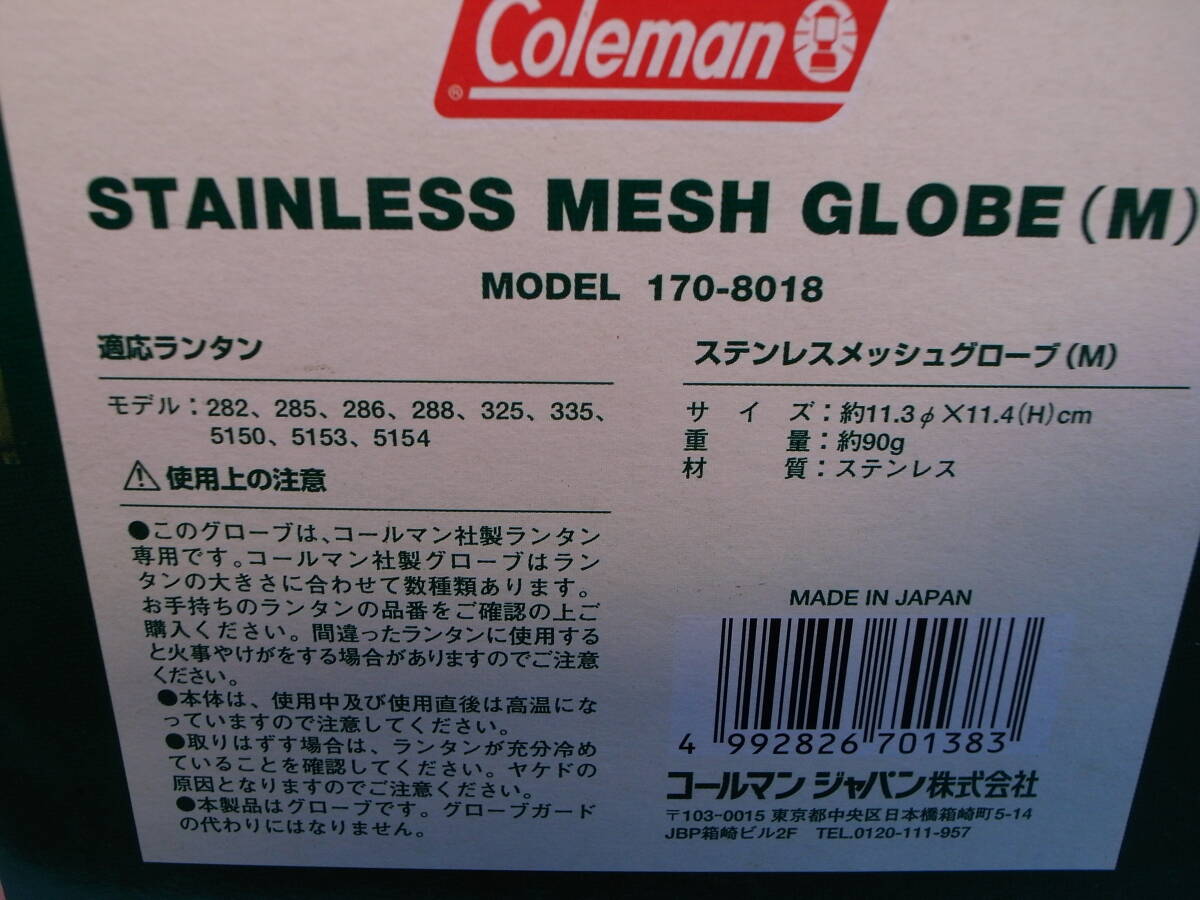 Coleman
®
STAINLESS MESH GLOBE (M)
MODEL 170-8018
適応ランタン
モデル：282、285、286、288、325、335、
5150、5153、5154
使用上の注意
●このグローブは、コールマン社製ランタン
専用です。コールマン社製グローブはラン
タンの大きさに合わせて数種類あります。
お手持ちのランタンの品番をご確認の上ご
購入ください。間違ったランタンに使用する
と火事やけがをする場合がありますのでご注意
ください。
●本体は、使用中及び使用直後は高温にな
っていますので注意してください。
●取りはずす場合は、ランタンが充分冷め
ていることを確認してください。ヤケドの
原因となりますのでご注意ください。
●本製品はグローブです。グローブガード
の代わりにはなりません。
ステンレスメッシュグローブ（M）
サイズ：約11.3φ×11.4(H)cm
重量：約90g
材質：ステンレス
MADE IN JAPAN
4 992826 701383
コールマン ジャパン株式会社
〒103-0015 東京都中央区日本橋箱崎町5-14
JBP箱崎ビル2F TEL.0120-111-957